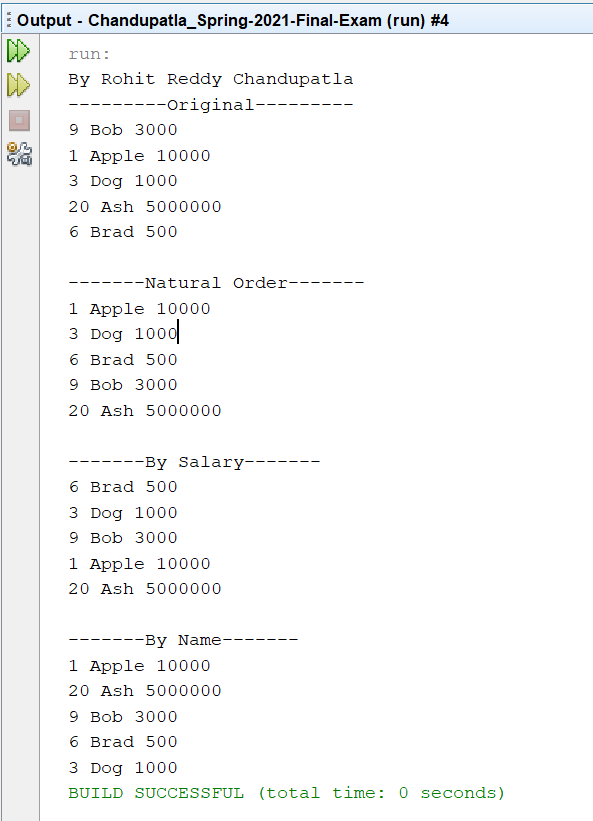 Output - Chandupatla_Spring-2021-Final-Exam (run) #4
run:
By Rohit Reddy Chandupatla
---------Original---------
9 Bob 3000
1 Apple 10000
3 Dog 1000
20 Ash 5000000
6 Brad 500

-------Natural Order-------
1 Apple 10000
3 Dog 1000
6 Brad 500
9 Bob 3000
20 Ash 5000000

-------By Salary-------
6 Brad 500
3 Dog 1000
9 Bob 3000
1 Apple 10000
20 Ash 5000000

-------By Name-------
1 Apple 10000
20 Ash 5000000
9 Bob 3000
6 Brad 500
3 Dog 1000
BUILD SUCCESSFUL (total time: 0 seconds)